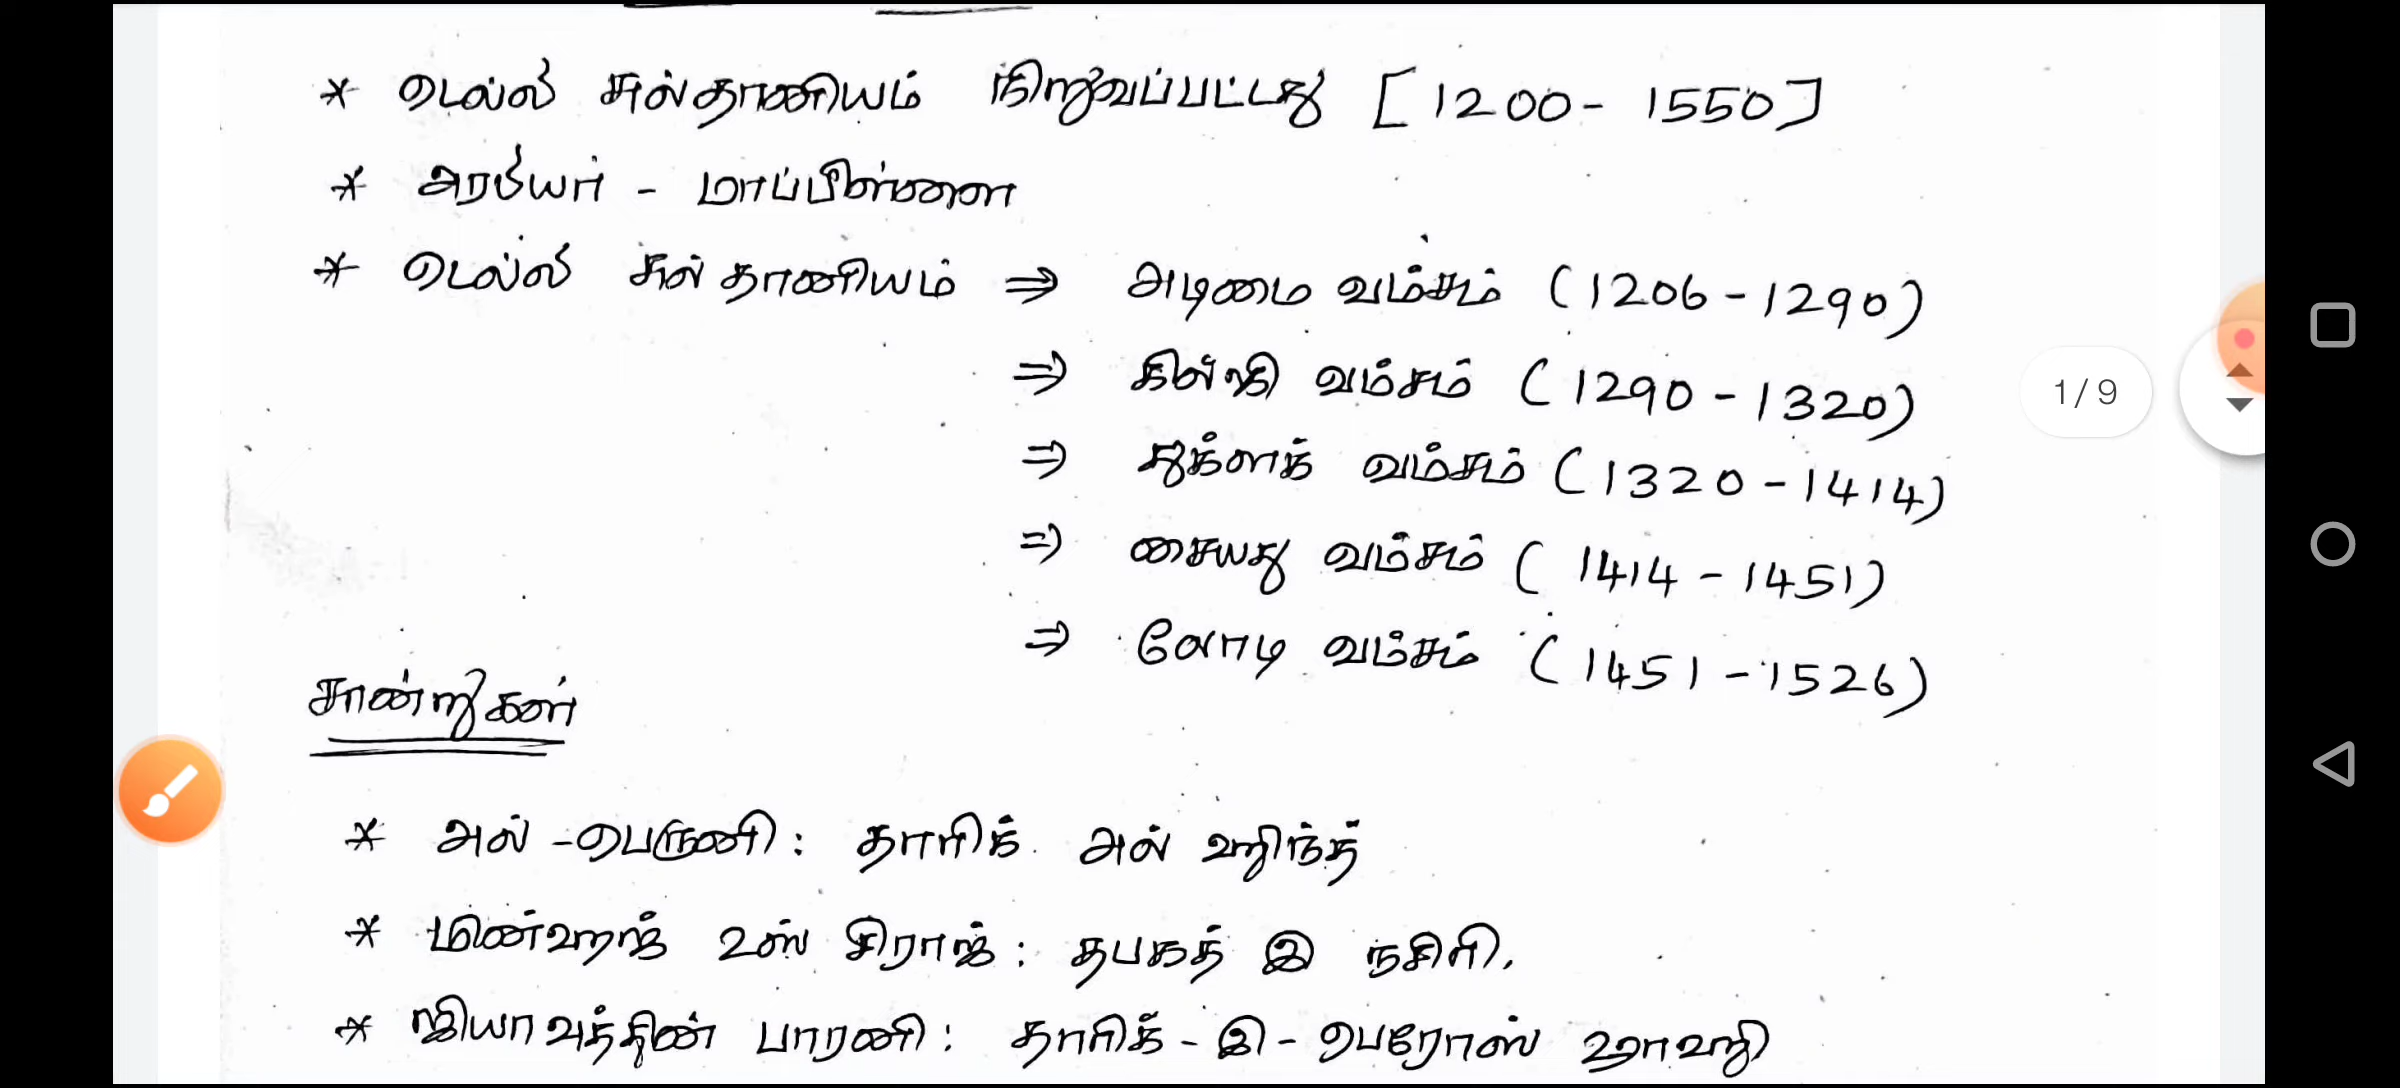 * டெல்லி சுல்தானியம் நிறுவப்பட்டது [1200- 1550]
* அரபியர் - மாப்பிள்ளை
* டெல்லி சுல்தானியம் ⇒ அடிமை வம்சம் (1206-1290)
⇒ கில்ஜி வம்சம் (1290-1320)
⇒ துக்ளக் வம்சம் (1320-1414)
⇒ சையது வம்சம் (1414-1451)
⇒ லோடி வம்சம் (1451-1526)
1/9
சான்றுகள்
* அல் -பெருணி: தாரிக் அல் ஹிந்த்
* மின்ஹஜ் உஸ் சிராஜ்: தபகத் இ நசிரி.
* ஜியாவுத்தின் பாரணி: தாரிக்-இ-பெரோஸ் ஷாஹி